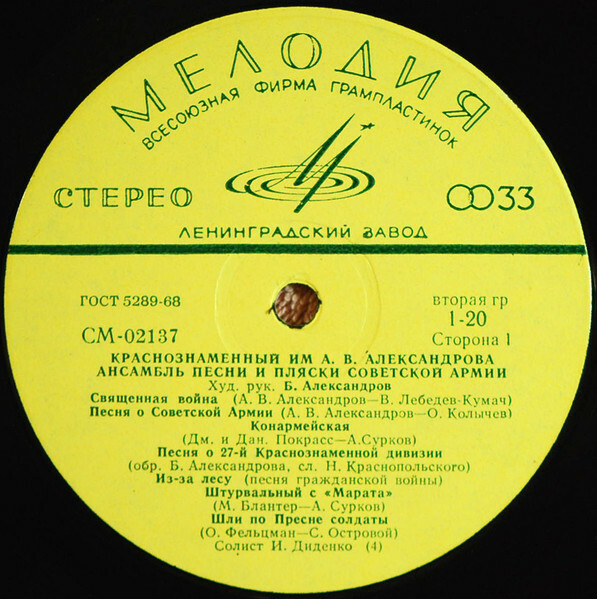 МЕЛОДИЯ
ВСЕСОЮЗНАЯ ФИРМА ГРАМПЛАСТИНОК
СТЕРЕО
33
ЛЕНИНГРАДСКИЙ ЗАВОД
ГОСТ 5289-68
вторая гр
1-20
СМ-02137
Сторона 1
КРАСНОЗНАМЕННЫЙ ИМ А. В. АЛЕКСАНДРОВА
АНСАМБЛЬ ПЕСНИ И ПЛЯСКИ СОВЕТСКОЙ АРМИИ
Худ. рук. Б. Александров
Священная война (А. В. Александров—В. Лебедев-Кумач)
Песня о Советской Армии (А. В. Александров—О. Колычев)
Конармейская
(Дм. и Дан. Покрасс—А.Сурков)
Песня о 27-й Краснознаменной дивизии
(обр. Б. Александрова, сл. Н. Краснопольского)
Из-за лесу (песня гражданской войны)
Штурвальный с «Марата»
(М. Блантер—А. Сурков)
Шли по Пресне солдаты
(О. Фельцман—С. Островой)
Солист И. Диденко (4)